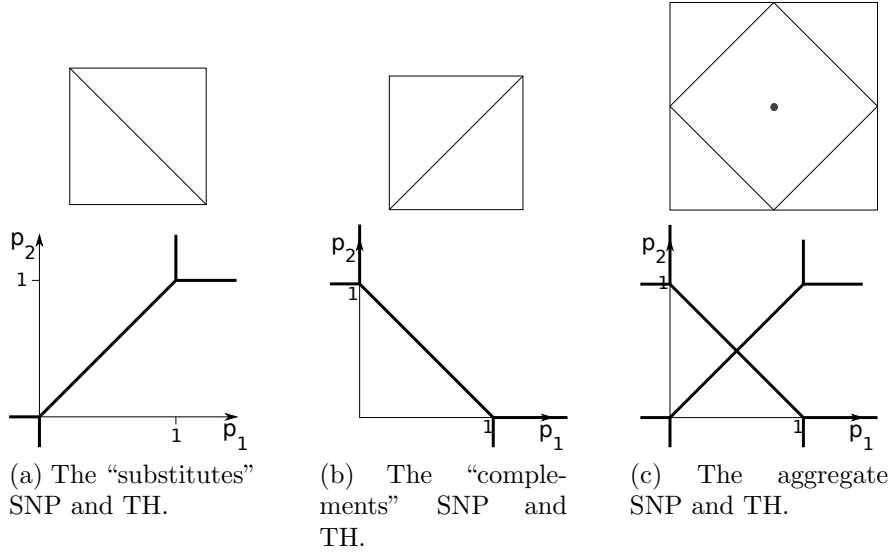 p2
1
1
p1
p2
1
1
p1
p2
1
1
p1
(a) The “substitutes”
SNP and TH.
(b) The “comple-
ments” SNP and
TH.
(c) The aggregate
SNP and TH.